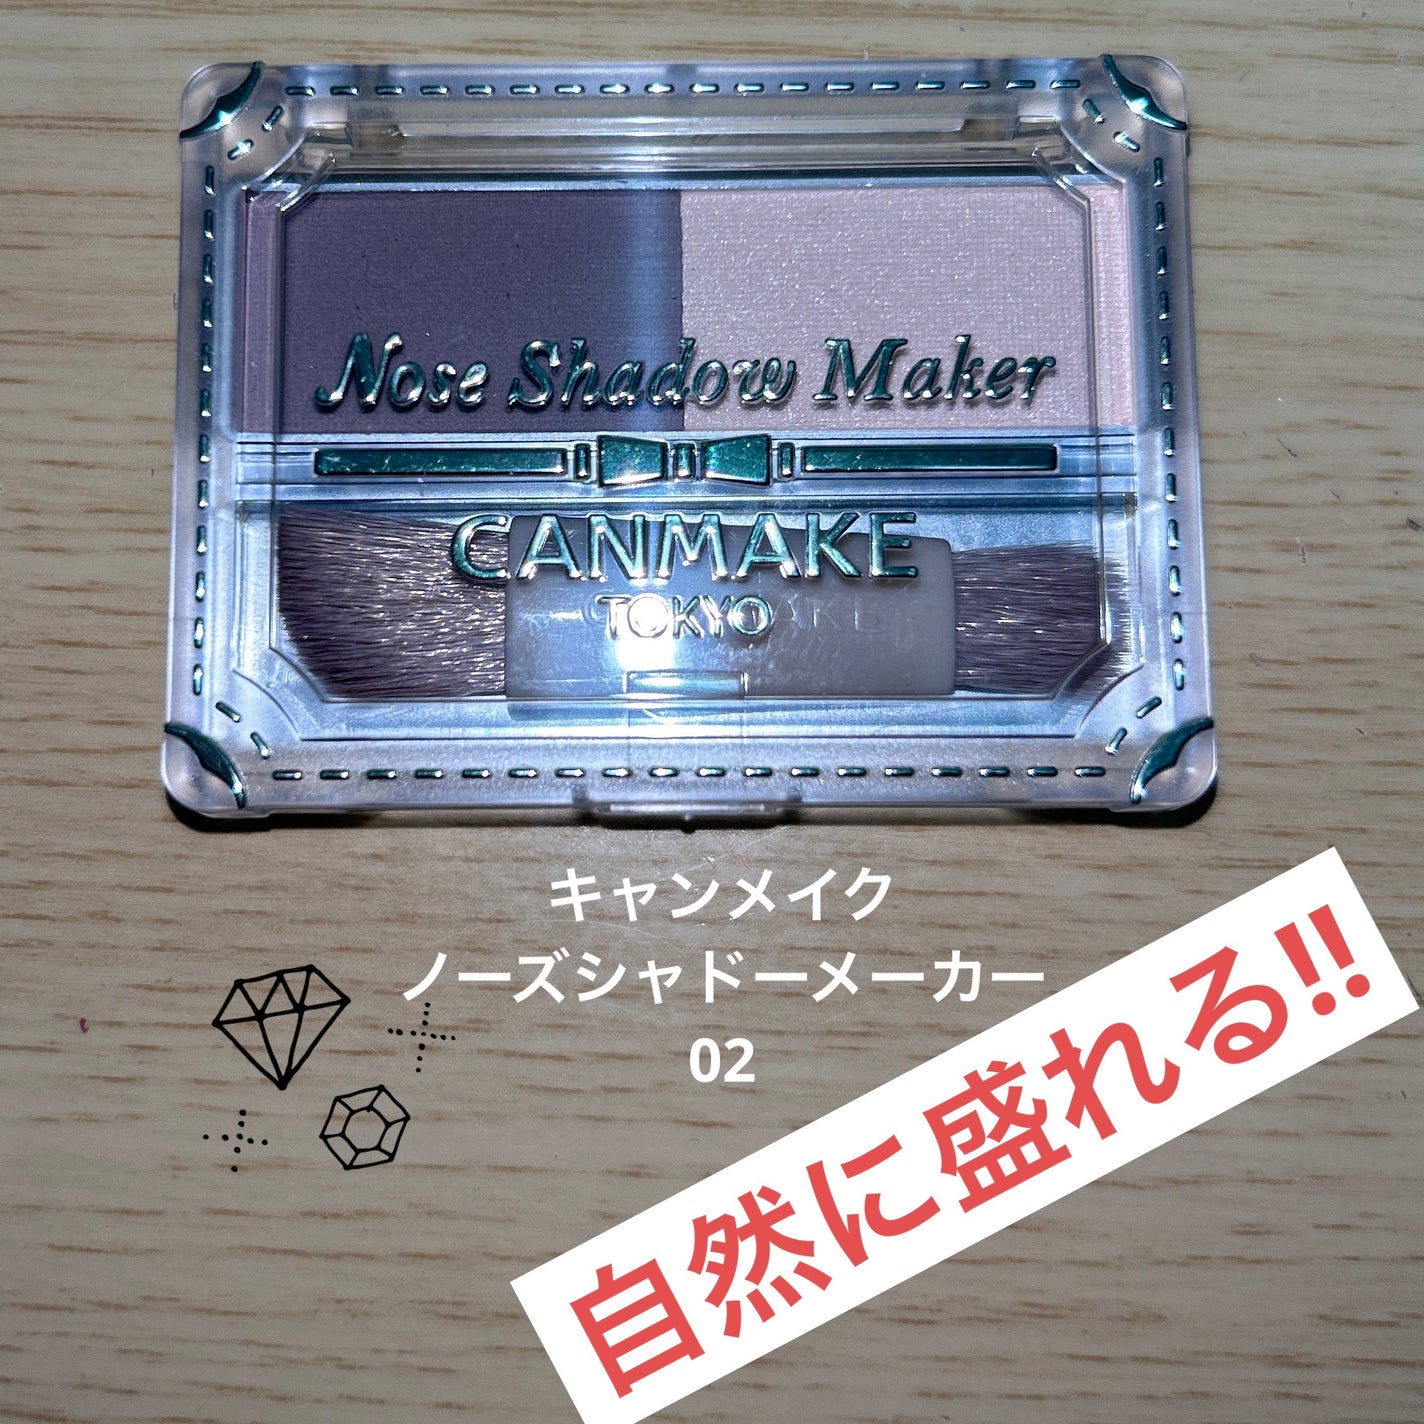 Nose Shadow Maker
CANMAKE
TOKYO
キャンメイク
ノーズシャドーメーカー
02
自然に盛れる!!